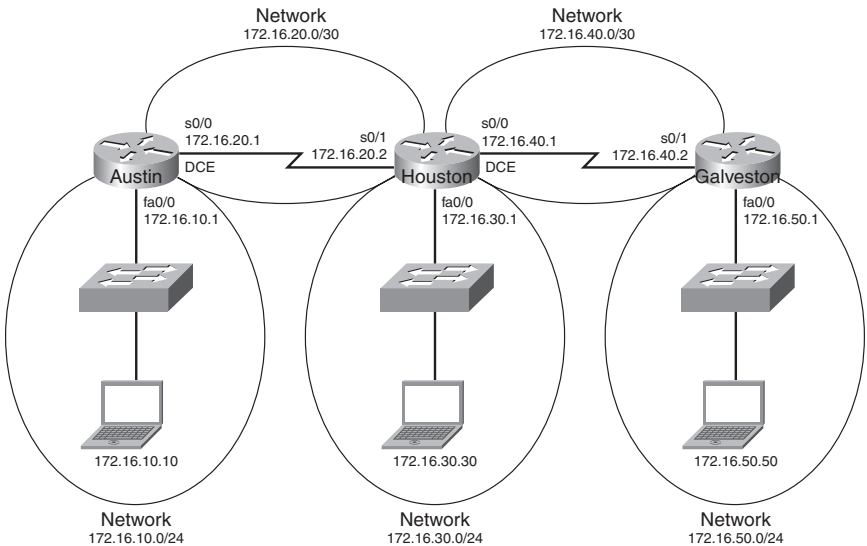 Network
172.16.20.0/30
Network
172.16.40.0/30
s0/0
172.16.20.1
s0/1
172.16.20.2
s0/0
172.16.40.1
s0/1
172.16.40.2
Austin
DCE
Houston
DCE
Galveston
fa0/0
172.16.10.1
fa0/0
172.16.30.1
fa0/0
172.16.50.1
172.16.10.10
172.16.30.30
172.16.50.50
Network
172.16.10.0/24
Network
172.16.30.0/24
Network
172.16.50.0/24